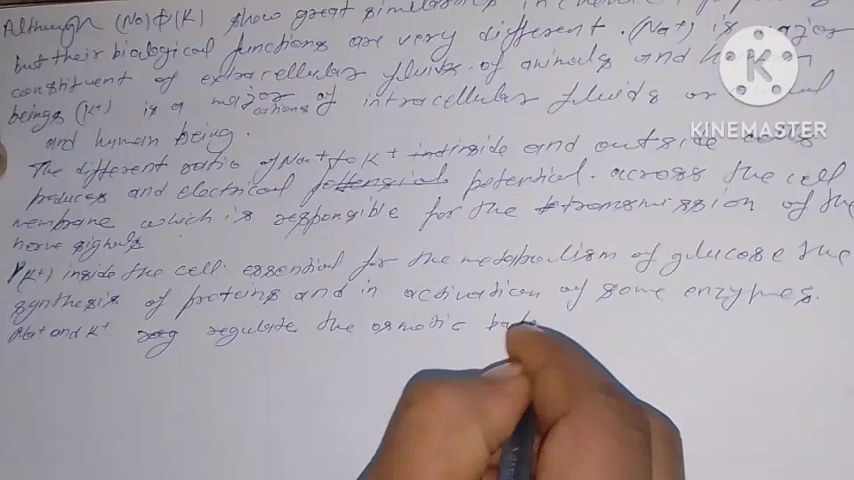 Although (Na) & (K) show great similarities in chemical
but their biological functions are very different. (Na+) is major
constituent of extracellular fluids of animals and human
beings (K+) is a major cations of intracellular fluids
and human being.
The different ratio of Na+ to K+ inside and outside cells
produces and electrical potential across the cell
membrane which is responsible for the transmission of the
nerve signals
(K+) inside the cell essential for the metabolism of glucose the
synthesis of proteins and in activation of some enzymes.
Na+ and K+ regulate the osmotic
K
KINEMASTER